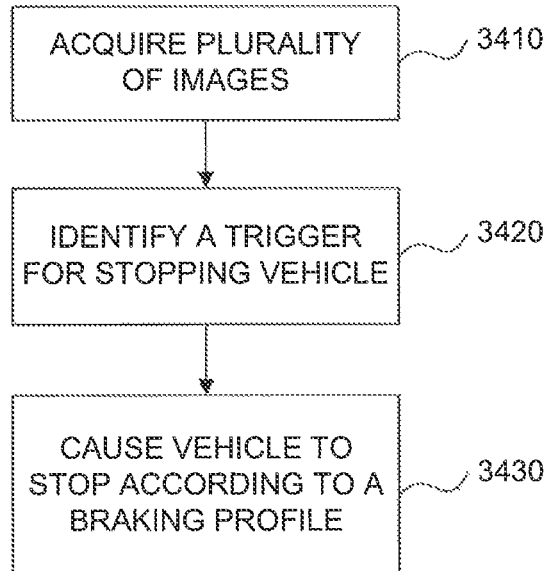 ACQUIRE PLURALITY
OF IMAGES
3410
IDENTIFY A TRIGGER
FOR STOPPING VEHICLE
3420
CAUSE VEHICLE TO
STOP ACCORDING TO A
BRAKING PROFILE
3430